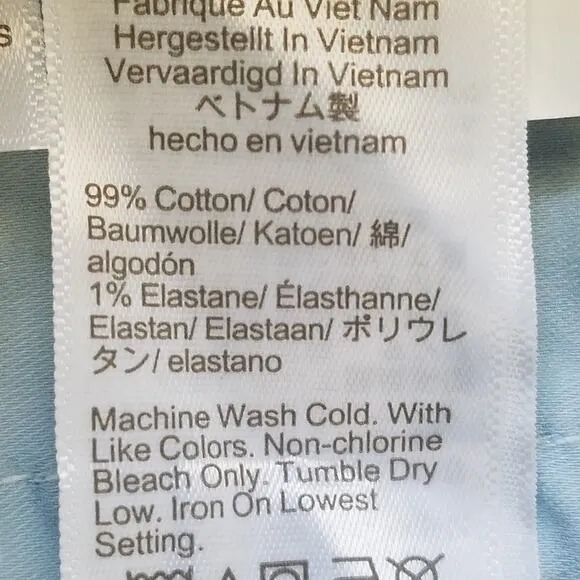 s
Fabriqué Au Viet Nam
Hergestellt In Vietnam
Vervaardigd In Vietnam
ベトナム製
hecho en vietnam
99% Cotton/ Coton/
Baumwolle/ Katoen/ 綿/
algodón
1% Elastane/ Élasthanne/
Elastan/ Elastaan/ ポリウレ
タン/ elastano
Machine Wash Cold. With
Like Colors. Non-chlorine
Bleach Only. Tumble Dry
Low. Iron On Lowest
Setting.